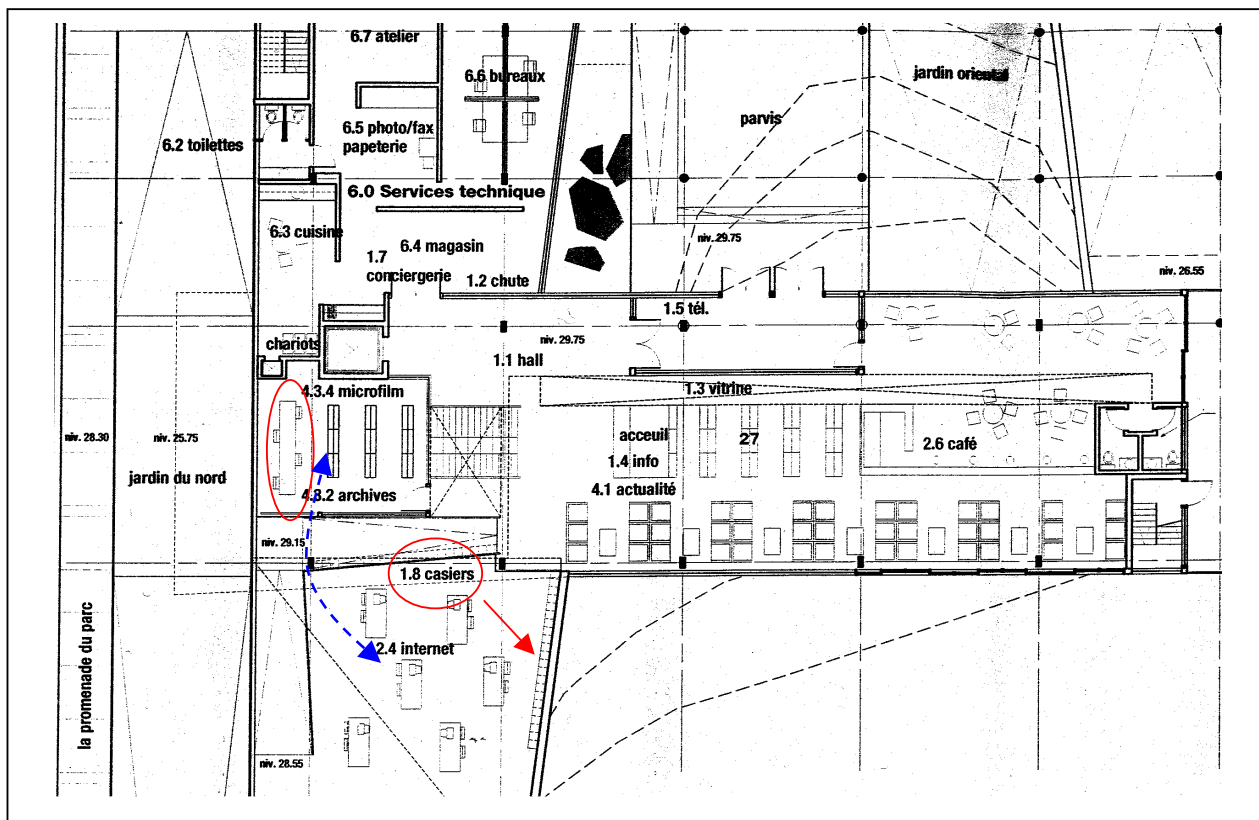 6.7 atelier
6.6 bureaux
jardin oriental
parvis
6.5 photo/fax
papeterie
6.2 toilettes
6.0 Services technique
6.3 cuisine
6.4 magasin
niv. 29.75
1.7
conciergerie
1.2 chute
niv. 26.55
1.5 tél.
chariots
niv. 29.75
1.1 hall
4.3.4 microfilm
1.3 vitrine
niv. 28.30
niv. 25.75
acceuil
27
2.6 café
1.4 info
jardin du nord
4.3.2 archives
4.1 actualité
niv. 29.15
1.8 casiers
la promenade du parc
2.4 internet
niv. 28.55